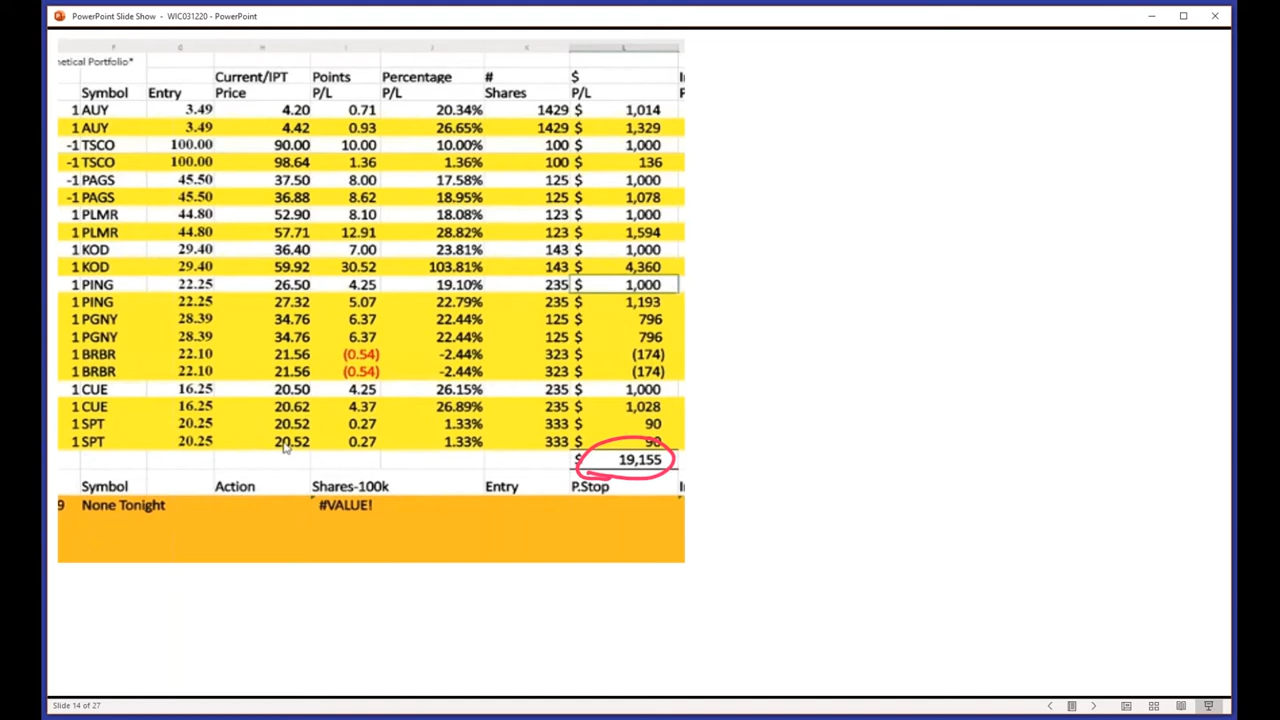 PowerPoint Slide Show - WIC031220 - PowerPoint
F G H I J K L
netical Portfolio*
Current/IPT Points Percentage # $
Symbol Entry Price P/L P/L Shares P/L
1 AUY 3.49 4.20 0.71 20.34% 1429 $ 1,014
1 AUY 3.49 4.42 0.93 26.65% 1429 $ 1,329
-1 TSCO 100.00 90.00 10.00 10.00% 100 $ 1,000
-1 TSCO 100.00 98.64 1.36 1.36% 100 $ 136
-1 PAGS 45.50 37.50 8.00 17.58% 125 $ 1,000
-1 PAGS 45.50 36.88 8.62 18.95% 125 $ 1,078
1 PLMR 44.80 52.90 8.10 18.08% 123 $ 1,000
1 PLMR 44.80 57.71 12.91 28.82% 123 $ 1,594
1 KOD 29.40 36.40 7.00 23.81% 143 $ 1,000
1 KOD 29.40 59.92 30.52 103.81% 143 $ 4,360
1 PING 22.25 26.50 4.25 19.10% 235 $ 1,000
1 PING 22.25 27.32 5.07 22.79% 235 $ 1,193
1 PGNY 28.39 34.76 6.37 22.44% 125 $ 796
1 PGNY 28.39 34.76 6.37 22.44% 125 $ 796
1 BRBR 22.10 21.56 (0.54) -2.44% 323 $ (174)
1 BRBR 22.10 21.56 (0.54) -2.44% 323 $ (174)
1 CUE 16.25 20.50 4.25 26.15% 235 $ 1,000
1 CUE 16.25 20.62 4.37 26.89% 235 $ 1,028
1 SPT 20.25 20.52 0.27 1.33% 333 $ 90
1 SPT 20.25 20.52 0.27 1.33% 333 $ 90
$ 19,155
Symbol Action Shares-100k Entry P.Stop
9 None Tonight #VALUE!
Slide 14 of 27